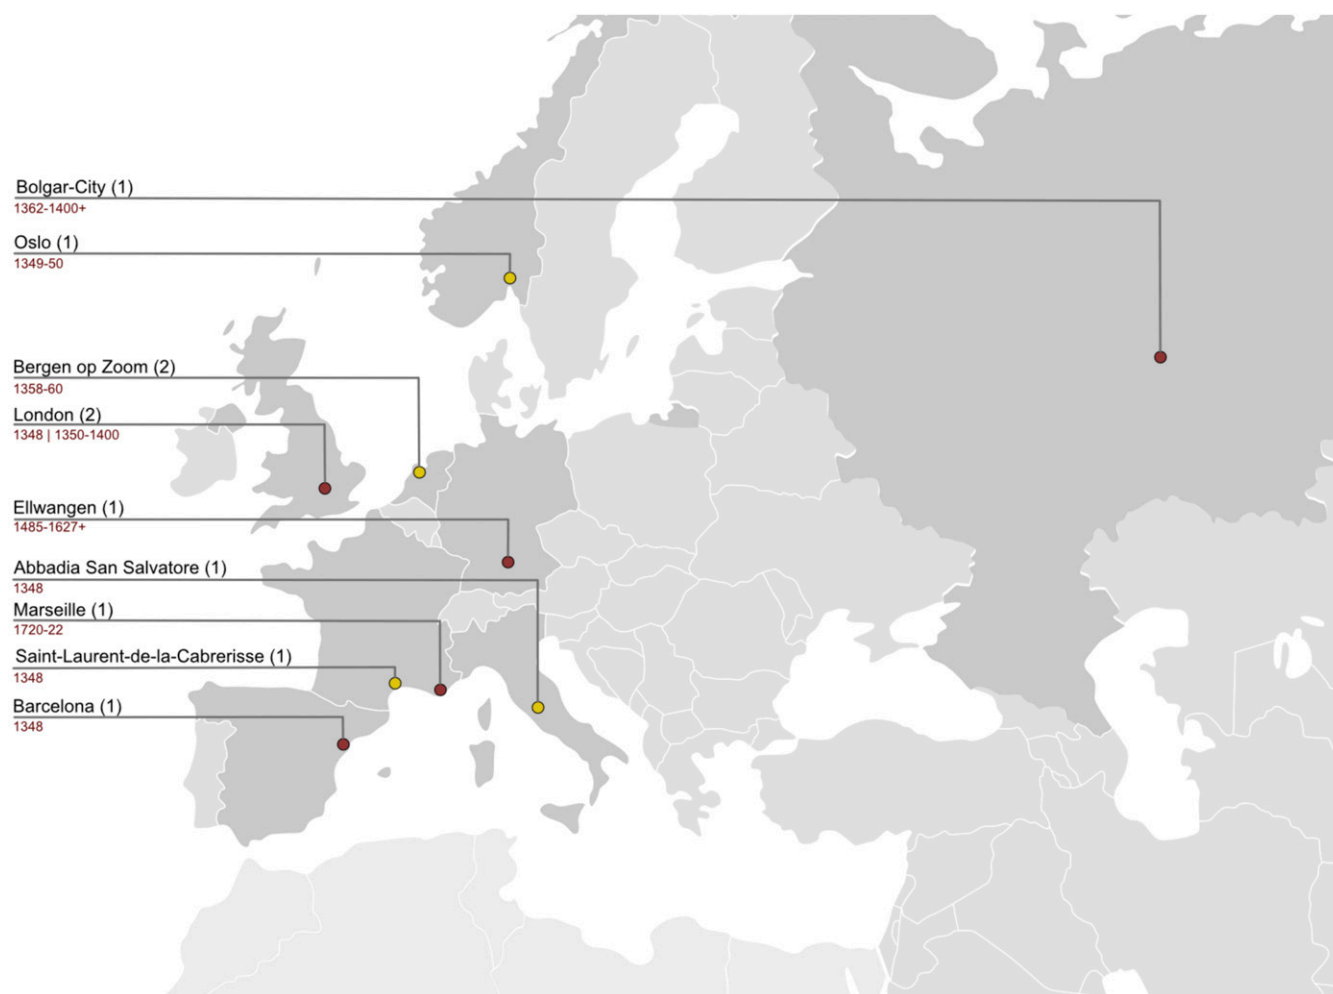 Bolgar-City (1)
1362-1400+
Oslo (1)
1349-50
Bergen op Zoom (2)
1358-60
London (2)
1348 | 1350-1400
Ellwangen (1)
1485-1627+
Abbadia San Salvatore (1)
1348
Marseille (1)
1720-22
Saint-Laurent-de-la-Cabrerisse (1)
1348
Barcelona (1)
1348